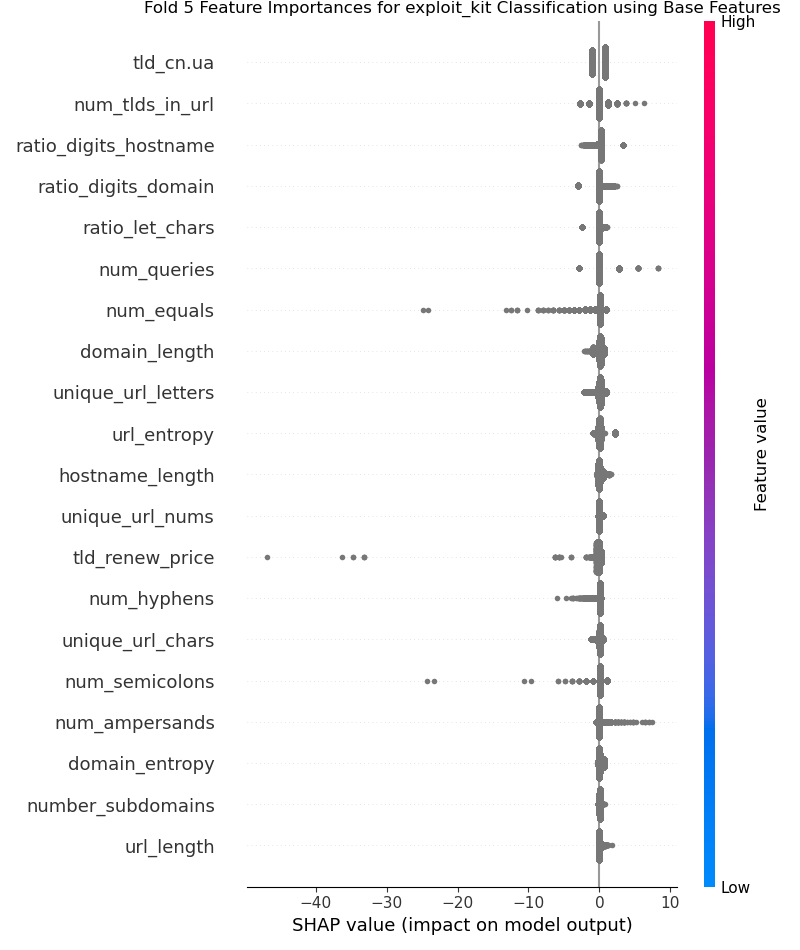 Fold 5 Feature Importances for exploit_kit Classification using Base Features
High
tld_cn.ua
num_tlds_in_url
ratio_digits_hostname
ratio_digits_domain
ratio_let_chars
num_queries
num_equals
domain_length
unique_url_letters
url_entropy
hostname_length
unique_url_nums
tld_renew_price
num_hyphens
unique_url_chars
num_semicolons
num_ampersands
domain_entropy
number_subdomains
url_length
Feature value
Low
−40 −30 −20 −10 0 10
SHAP value (impact on model output)